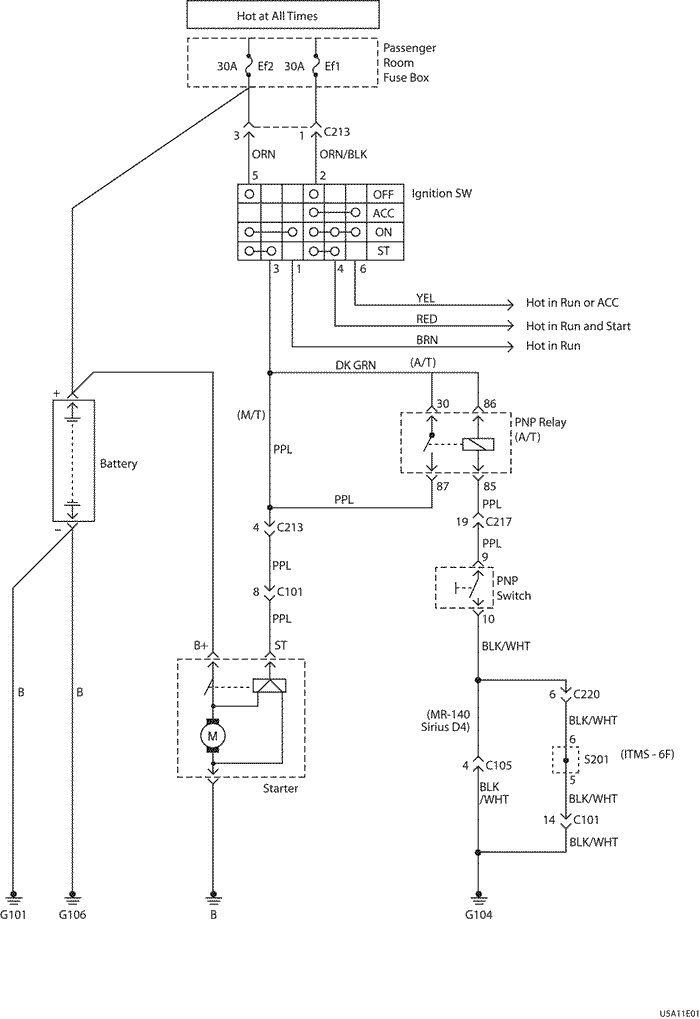 Hot at All Times
Passenger
Room
Fuse Box
30A Ef2 30A Ef1
3 1 C213
ORN ORN/BLK
5 2
Ignition SW
OFF
ACC
ON
ST
3 1 4 6
YEL Hot in Run or ACC
RED Hot in Run and Start
BRN Hot in Run
DK GRN (A/T)
+
30 86
(M/T)
PNP Relay
(A/T)
PPL
Battery
87 85
PPL
PPL
–
4 C213
19 C217
PPL
PPL
9
8 C101
PNP
Switch
PPL
10
B+ ST
BLK/WHT
B B
6 C220
(MR-140
Sirius D4)
BLK/WHT
M
6
S201 (ITMS - 6F)
4 C105
5
Starter
BLK
/WHT
BLK/WHT
14 C101
BLK/WHT
G101 G106 B G104
USA11E01